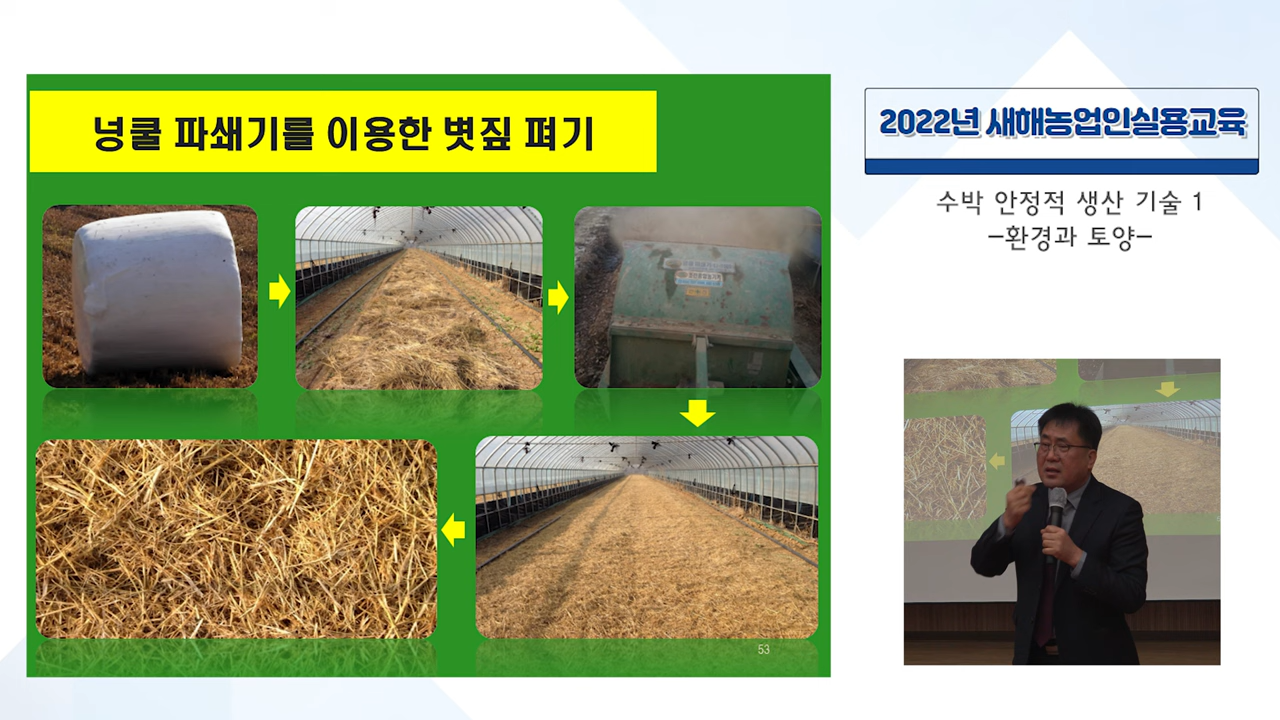 넝쿨 파쇄기를 이용한 볏짚 펴기
53
2022년 새해농업인실용교육
수박 안정적 생산 기술 1
-환경과 토양-